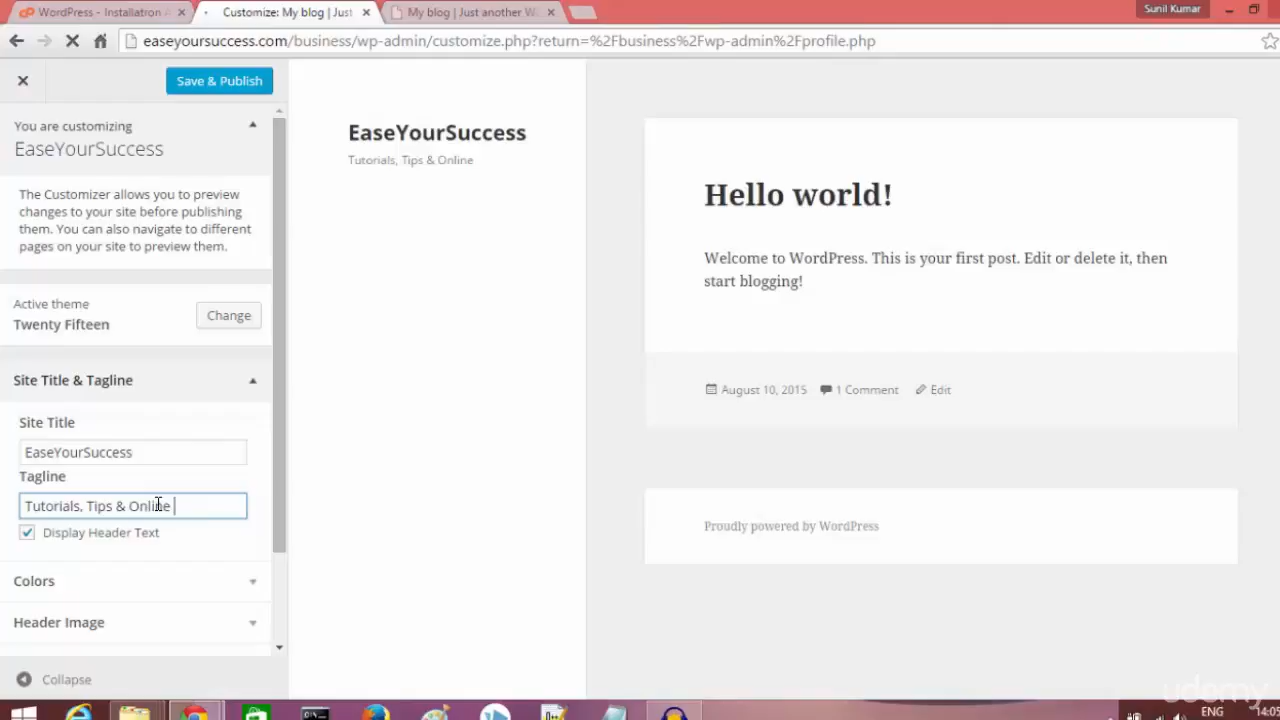 WordPress - Installatron A
Customize: My blog | Just
My blog | Just another W
Sunil Kumar
easeyoursuccess.com/business/wp-admin/customize.php?return=%2Fbusiness%2Fwp-admin%2Fprofile.php
Save & Publish
You are customizing
EaseYourSuccess
The Customizer allows you to preview
changes to your site before publishing
them. You can also navigate to different
pages on your site to preview them.
Active theme
Twenty Fifteen
Change
Site Title & Tagline
Site Title
EaseYourSuccess
Tagline
Tutorials, Tips & Online
Display Header Text
Colors
Header Image
Collapse
EaseYourSuccess
Tutorials, Tips & Online
Hello world!
Welcome to WordPress. This is your first post. Edit or delete it, then
start blogging!
August 10, 2015 1 Comment Edit
Proudly powered by WordPress
udemy
ENG 14:05